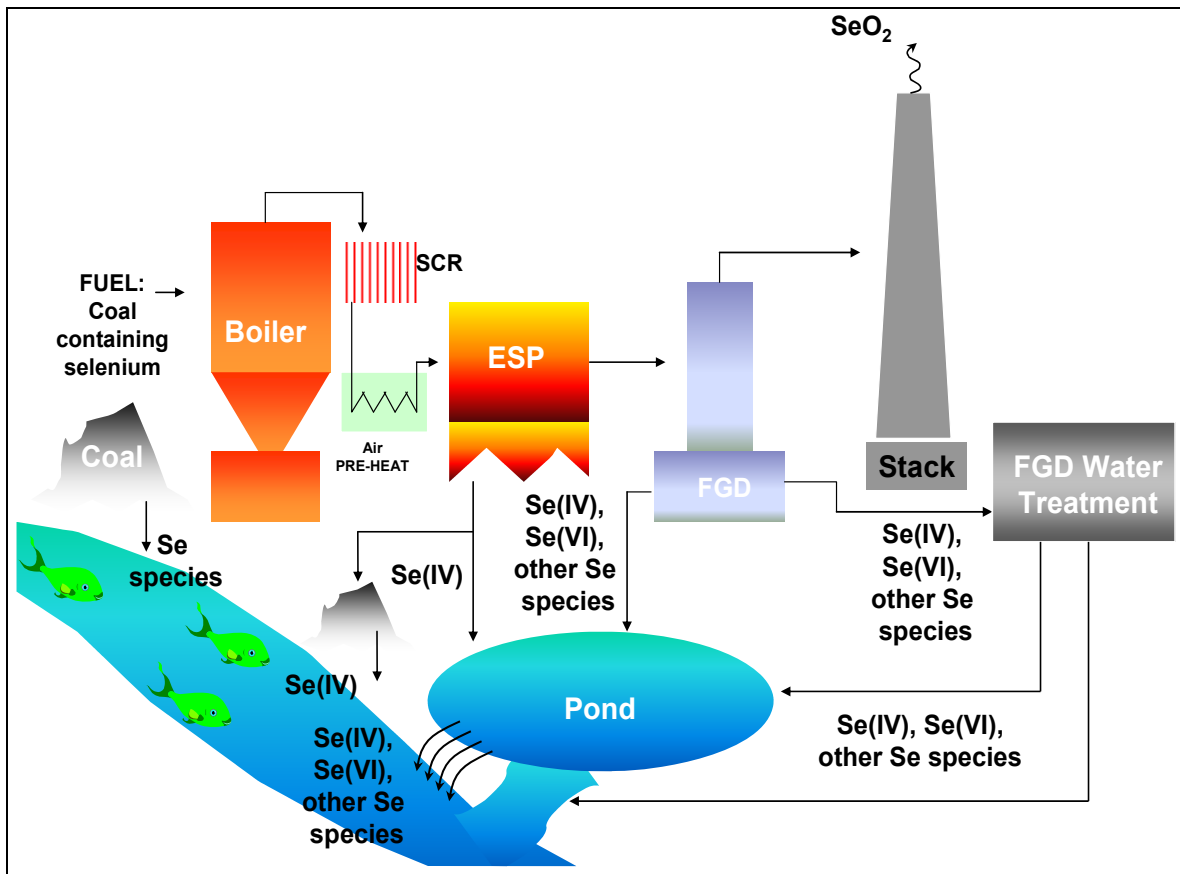 SeO₂
FUEL:
Coal
containing
selenium
Boiler
SCR
Air
PRE-HEAT
ESP
FGD
Stack
FGD Water
Treatment
Coal
Se
species
Se(IV)
Se(IV),
Se(VI),
other Se
species
Se(IV),
Se(VI),
other Se
species
Se(IV)
Pond
Se(IV),
Se(VI),
other Se
species
Se(IV), Se(VI),
other Se species